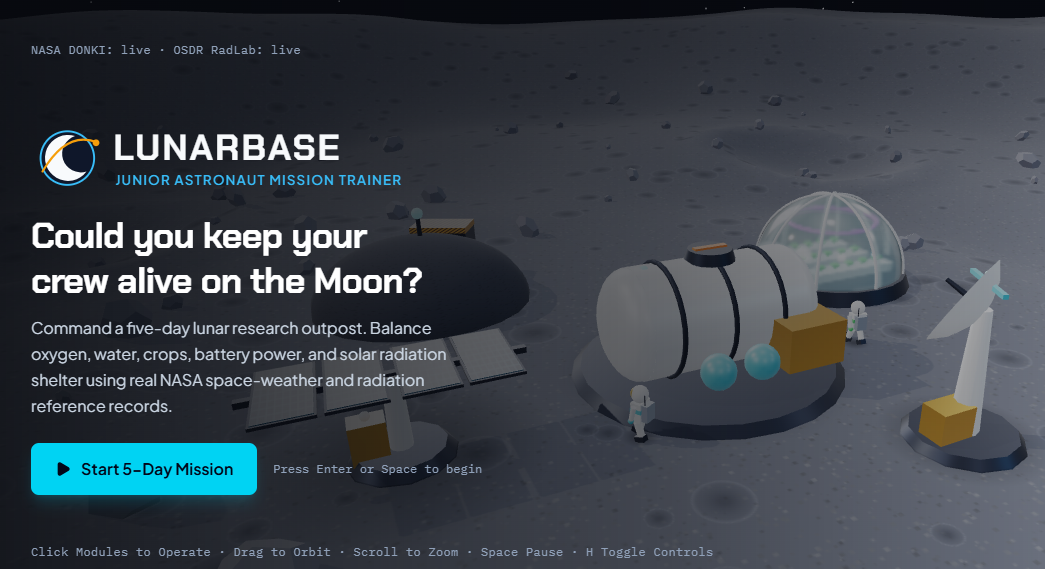 NASA DONKI: live · OSDR RadLab: live
LUNARBASE
JUNIOR ASTRONAUT MISSION TRAINER
Could you keep your
crew alive on the Moon?
Command a five-day lunar research outpost. Balance
oxygen, water, crops, battery power, and solar radiation
shelter using real NASA space-weather and radiation
reference records.
Start 5-Day Mission
Press Enter or Space to begin
Click Modules to Operate · Drag to Orbit · Scroll to Zoom · Space Pause · H Toggle Controls